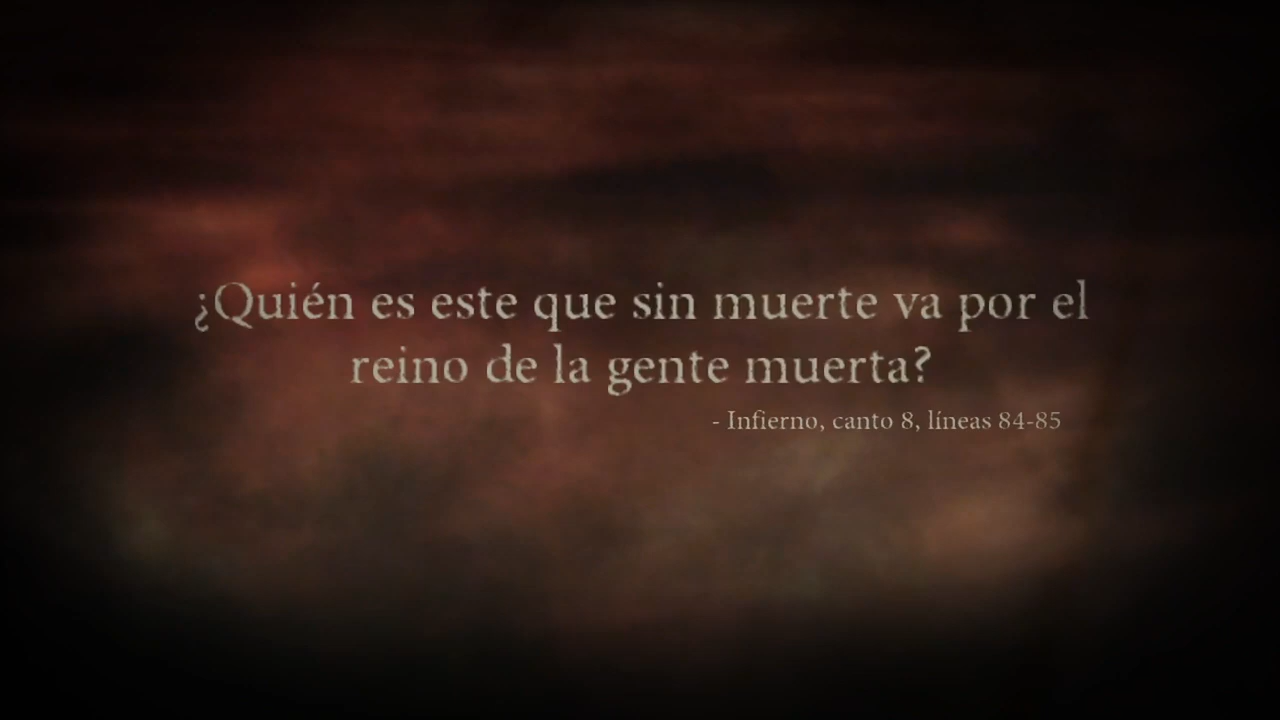 ¿Quién es este que sin muerte va por el
reino de la gente muerta?
- Infierno, canto 8, líneas 84-85